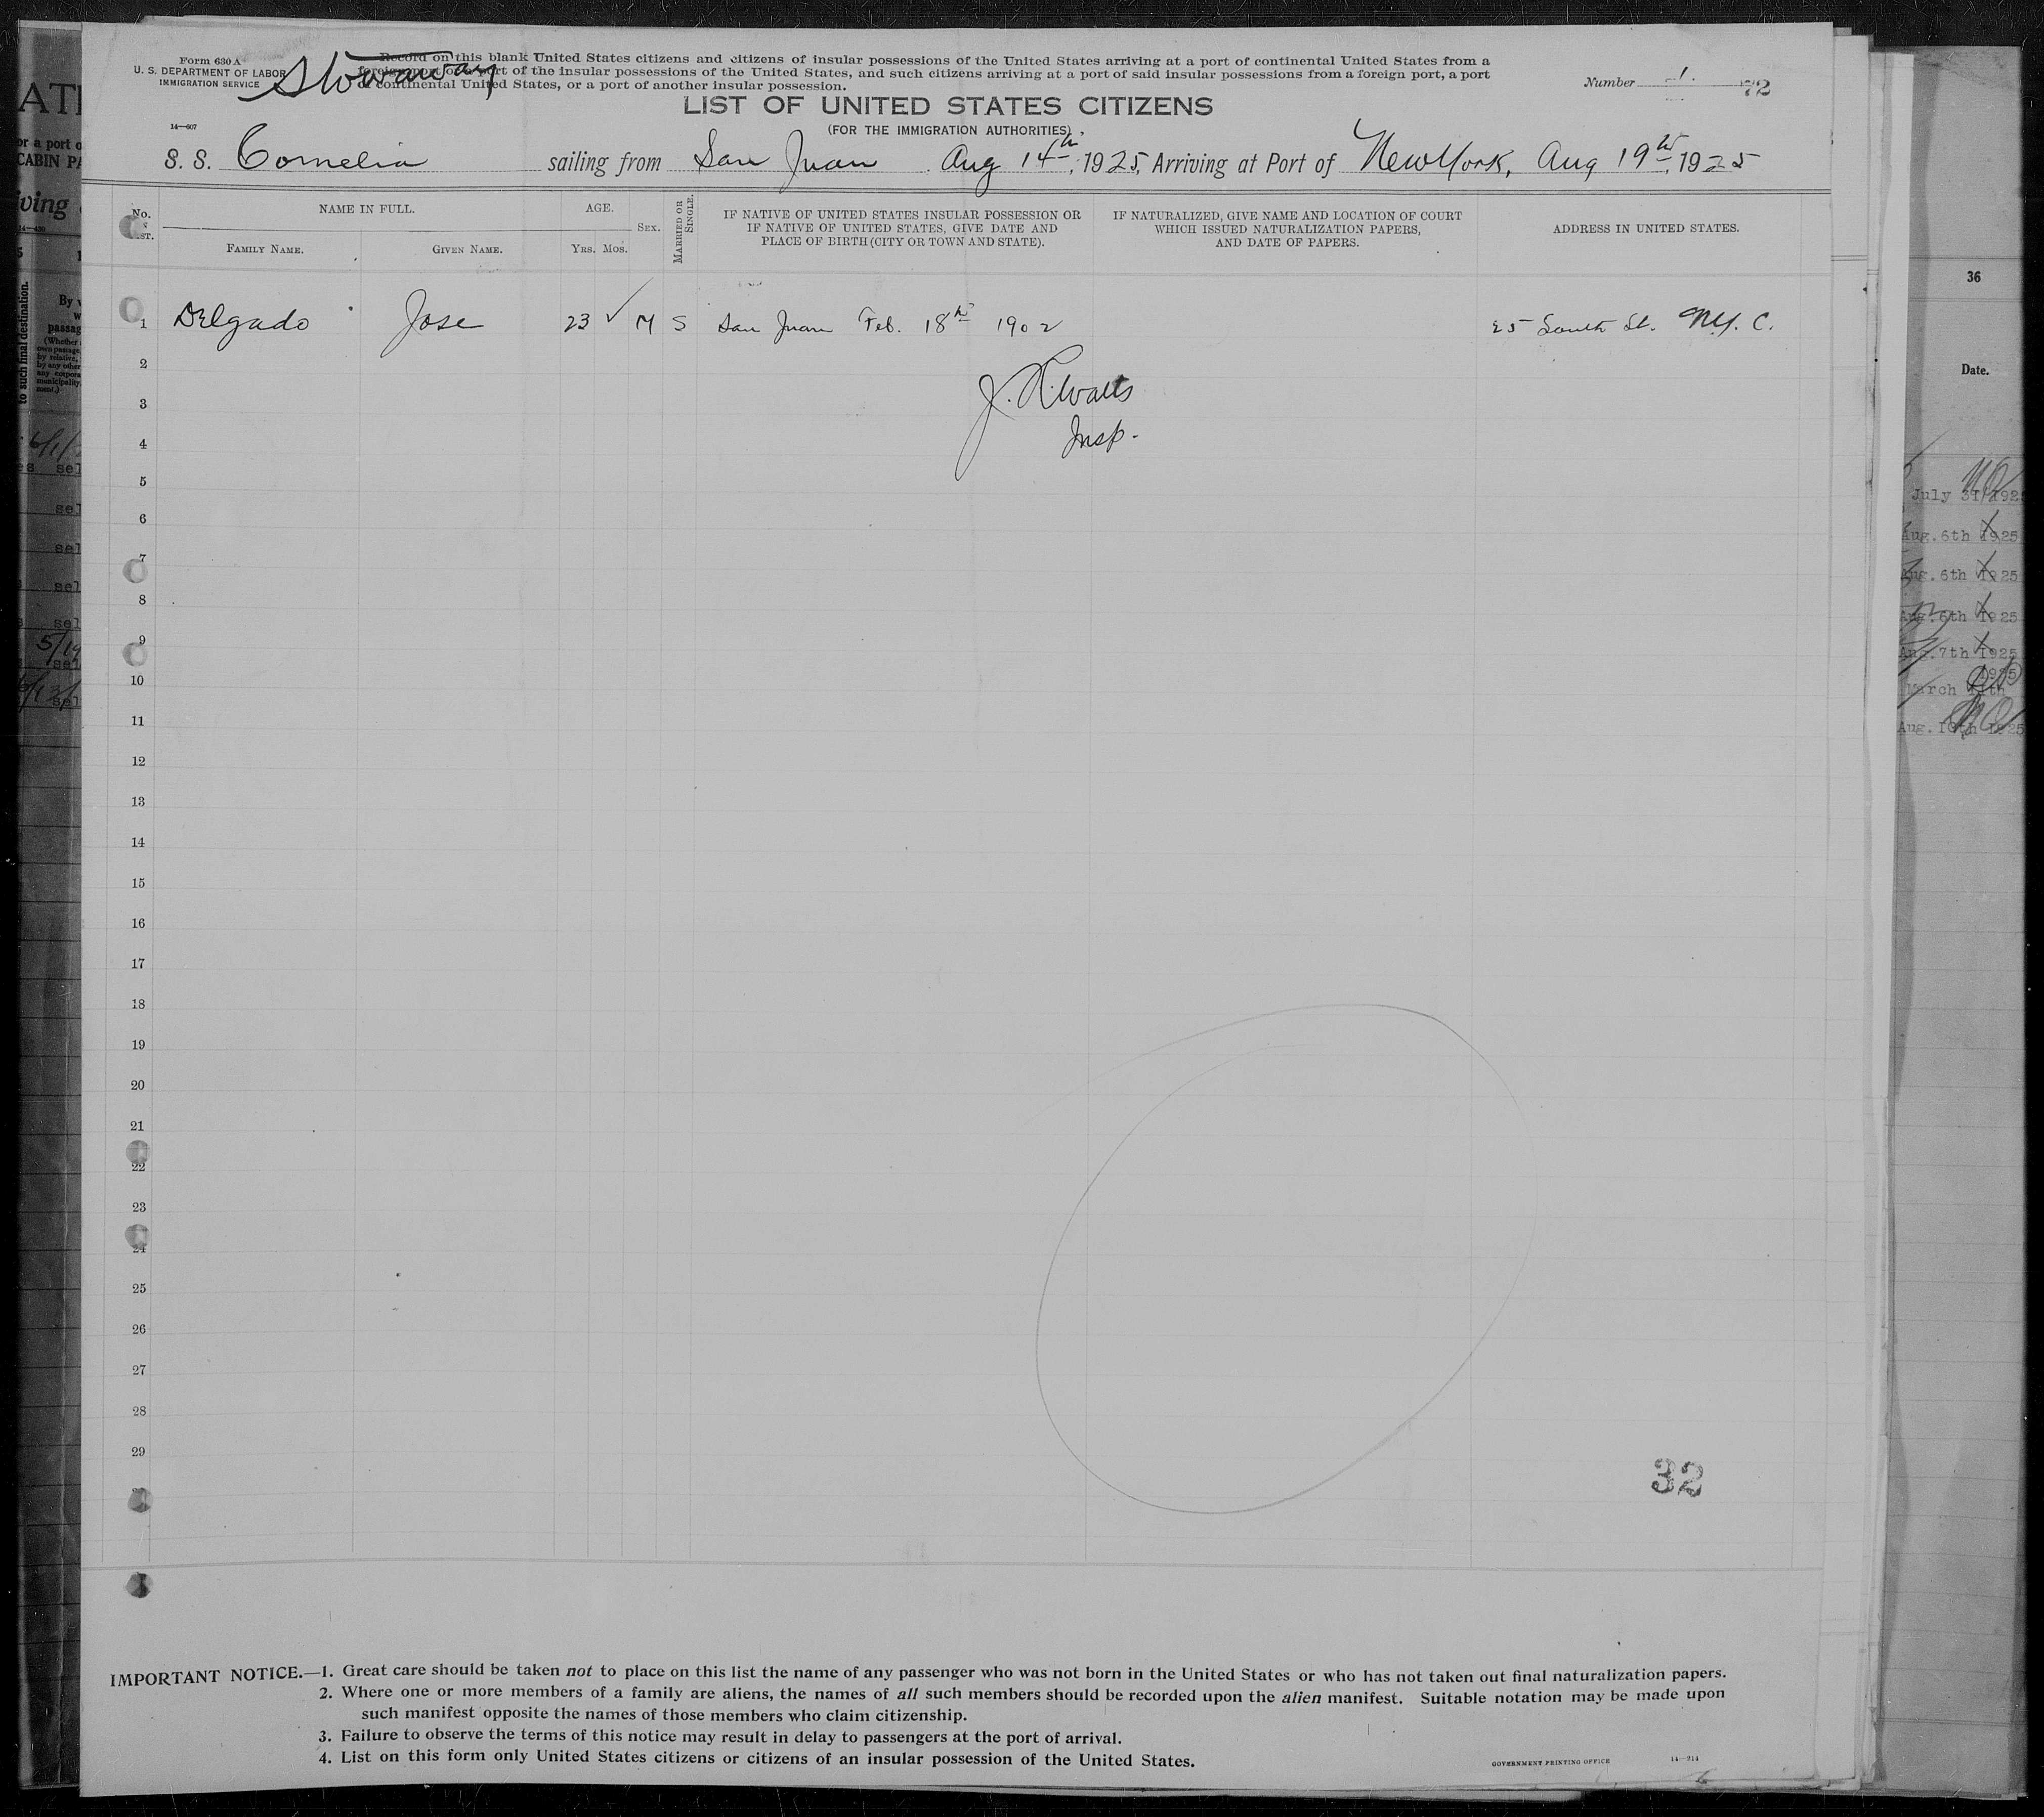 Form 630 A
U. S. DEPARTMENT OF LABOR
IMMIGRATION SERVICE
Stowaway
Record on this blank United States citizens and citizens of insular possessions of the United States arriving at a port of continental United States from a
foreign port or a port of the insular possessions of the United States, and such citizens arriving at a port of said insular possessions from a foreign port, a port
of continental United States, or a port of another insular possession.
Number 1. 72
LIST OF UNITED STATES CITIZENS
(FOR THE IMMIGRATION AUTHORITIES)
14—607
S. S. Cornelia sailing from San Juan Aug 14th, 1925, Arriving at Port of New York, Aug 19th, 1925
No.
NAME IN FULL.
FAMILY NAME. GIVEN NAME.
AGE.
YRS. MOS.
SEX.
MARRIED OR SINGLE.
IF NATIVE OF UNITED STATES INSULAR POSSESSION OR
IF NATIVE OF UNITED STATES, GIVE DATE AND
PLACE OF BIRTH (CITY OR TOWN AND STATE).
IF NATURALIZED, GIVE NAME AND LOCATION OF COURT
WHICH ISSUED NATURALIZATION PAPERS,
AND DATE OF PAPERS.
ADDRESS IN UNITED STATES.
1 Delgado Jose 23 ✓ M S San Juan Feb. 18th 1902 25 South St. N.Y. C.
2
J. R. Watts
3
Insp.
4
5
6
7
8
9
10
11
12
13
14
15
16
17
18
19
20
21
22
23
24
25
26
27
28
29
32
IMPORTANT NOTICE.—1. Great care should be taken not to place on this list the name of any passenger who was not born in the United States or who has not taken out final naturalization papers.
2. Where one or more members of a family are aliens, the names of all such members should be recorded upon the alien manifest. Suitable notation may be made upon
such manifest opposite the names of those members who claim citizenship.
3. Failure to observe the terms of this notice may result in delay to passengers at the port of arrival.
4. List on this form only United States citizens or citizens of an insular possession of the United States.
GOVERNMENT PRINTING OFFICE 14—214
36
Date.
July 31/192
Aug. 6th 1925
Aug. 6th 1925
Aug. 6th 1925
Aug. 7th 1925
1925
March 11th
Aug. 10th 1925